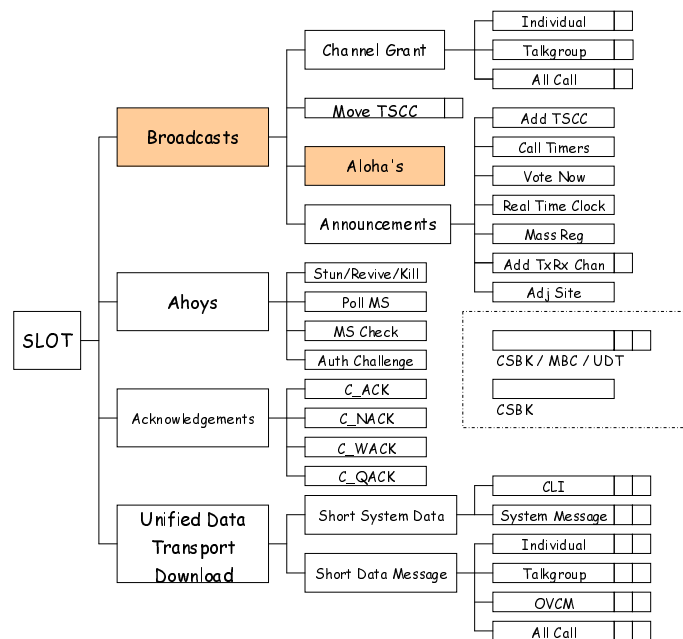 SLOT
Broadcasts
Channel Grant
Individual
Talkgroup
All Call
Move TSCC
Aloha's
Announcements
Add TSCC
Call Timers
Vote Now
Real Time Clock
Mass Reg
Add TxRx Chan
Adj Site
Ahoys
Stun/Revive/Kill
Poll MS
MS Check
Auth Challenge
Acknowledgements
C_ACK
C_NACK
C_WACK
C_QACK
Unified Data
Transport
Download
Short System Data
CLI
System Message
Short Data Message
Individual
Talkgroup
OVCM
All Call
CSBK / MBC / UDT
CSBK